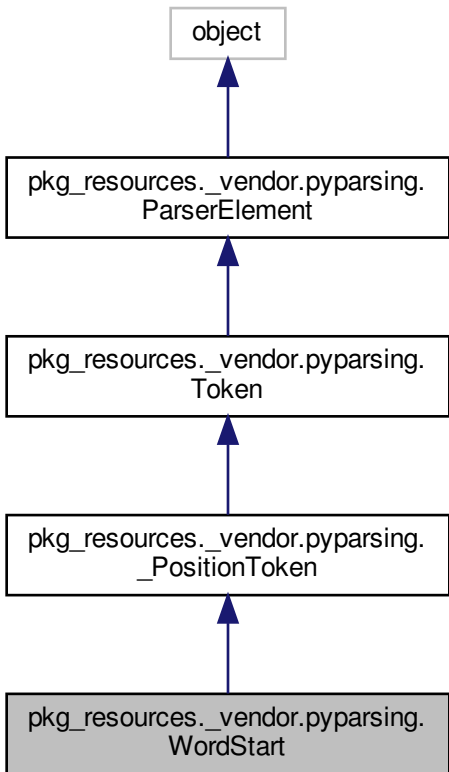 object
pkg_resources._vendor.pyparsing.
ParserElement
pkg_resources._vendor.pyparsing.
Token
pkg_resources._vendor.pyparsing.
_PositionToken
pkg_resources._vendor.pyparsing.
WordStart